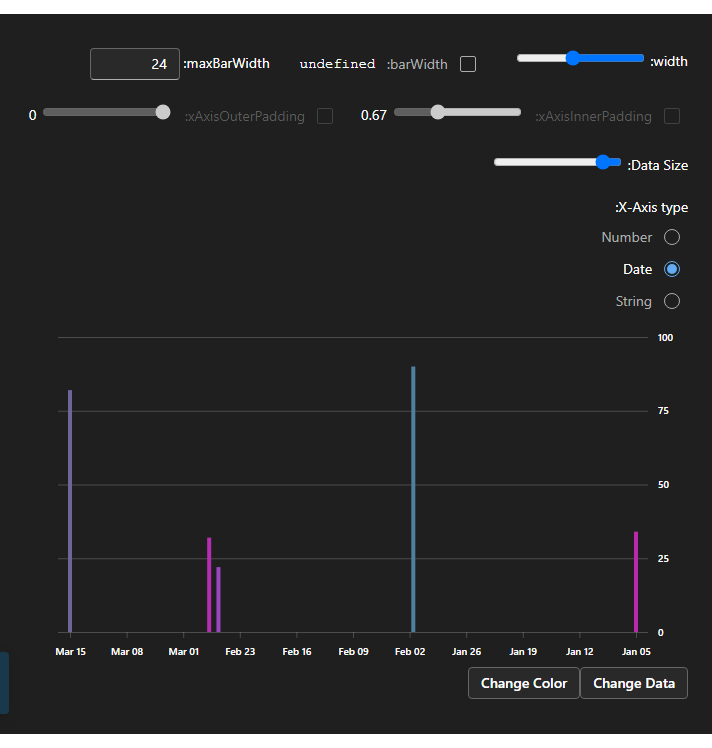 24 :maxBarWidth undefined :barWidth :width
0 :xAxisOuterPadding 0.67 :xAxisInnerPadding
:Data Size
:X-Axis type
Number
Date
String
100
75
50
25
0
Mar 15 Mar 08 Mar 01 Feb 23 Feb 16 Feb 09 Feb 02 Jan 26 Jan 19 Jan 12 Jan 05
Change Color Change Data